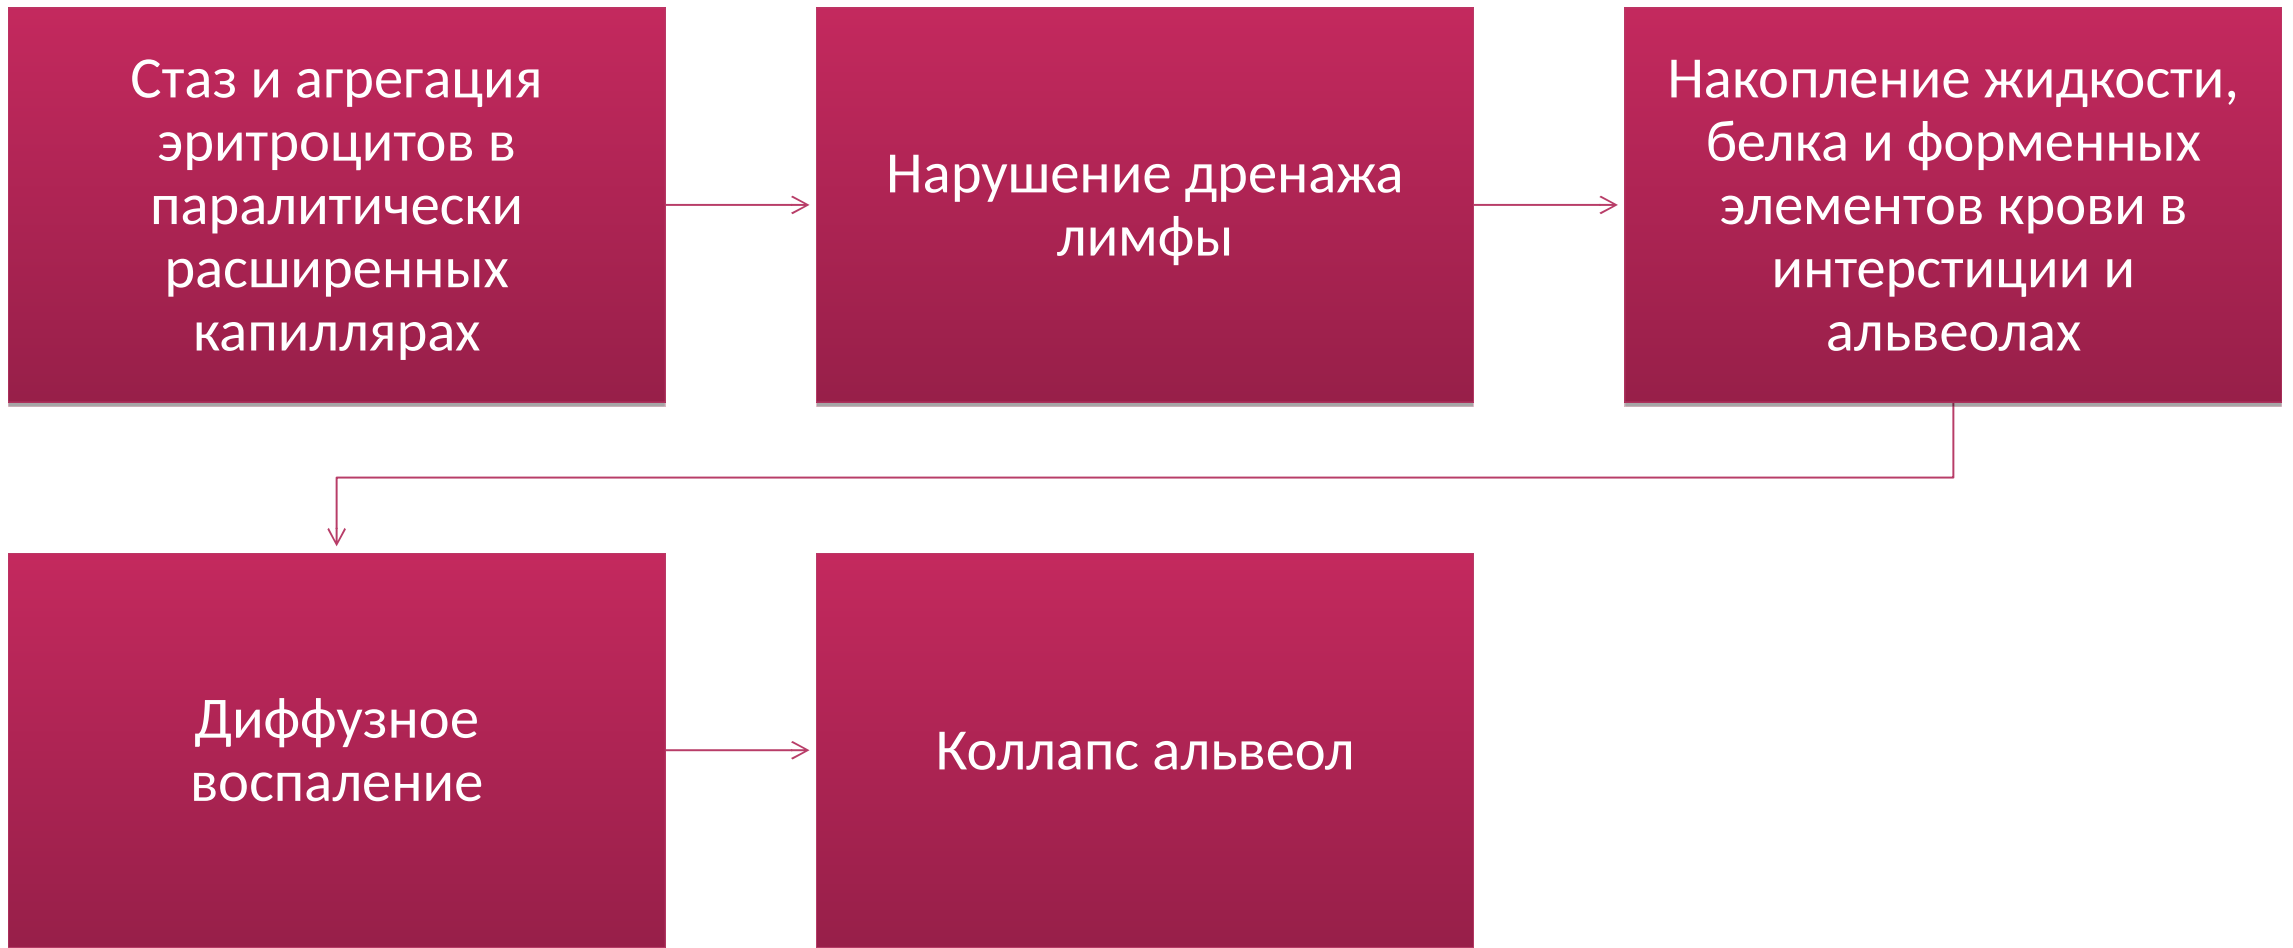 Стаз и агрегация
эритроцитов в
паралитически
расширенных
капиллярах
Нарушение дренажа
лимфы
Накопление жидкости,
белка и форменных
элементов крови в
интерстиции и
альвеолах
Диффузное
воспаление
Коллапс альвеол